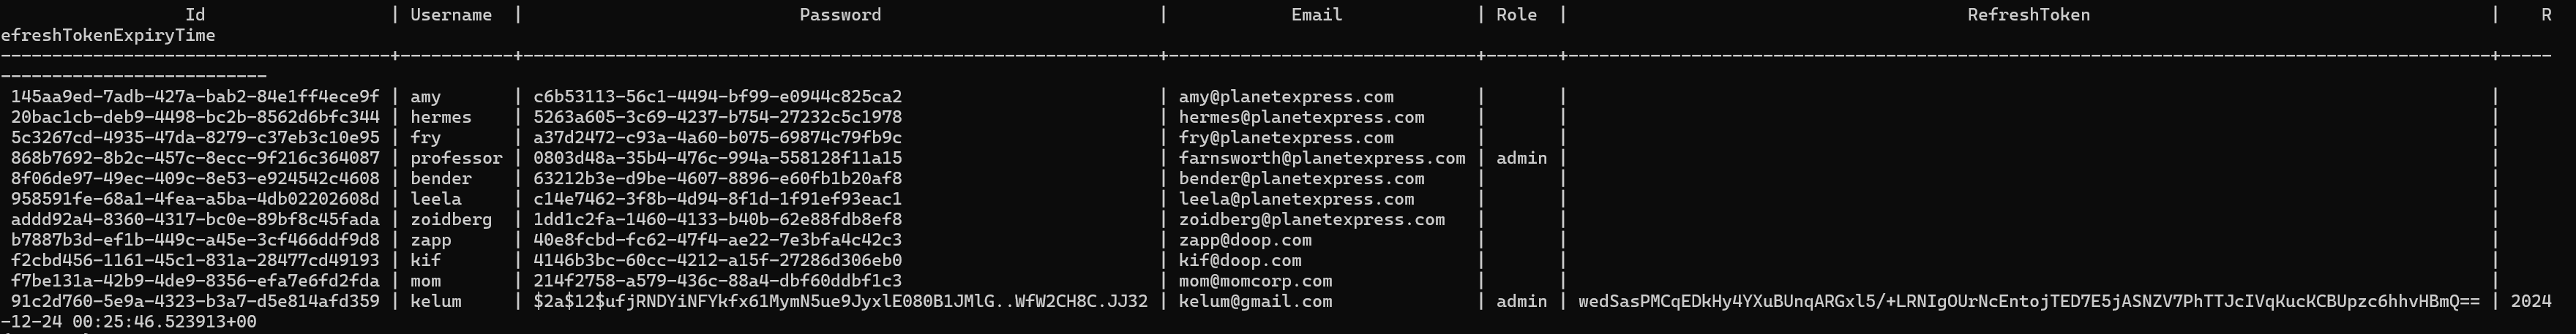 Id | Username | Password | Email | Role | RefreshToken | R
efreshTokenExpiryTime
--------------------------------------+-----------+--------------------------------------------------------------+------------------------------+-------+------------------------------------------------------------------------------------------+-----
--------------------------
145aa9ed-7adb-427a-bab2-84e1ff4ece9f | amy | c6b53113-56c1-4494-bf99-e0944c825ca2 | amy@planetexpress.com | | |
20bac1cb-deb9-4498-bc2b-8562d6bfc344 | hermes | 5263a605-3c69-4237-b754-27232c5c1978 | hermes@planetexpress.com | | |
5c3267cd-4935-47da-8279-c37eb3c10e95 | fry | a37d2472-c93a-4a60-b075-69874c79fb9c | fry@planetexpress.com | | |
868b7692-8b2c-457c-8ecc-9f216c364087 | professor | 0803d48a-35b4-476c-994a-558128f11a15 | farnsworth@planetexpress.com | admin | |
8f06de97-49ec-409c-8e53-e924542c4608 | bender | 63212b3e-d9be-4607-8896-e60fb1b20af8 | bender@planetexpress.com | | |
958591fe-68a1-4fea-a5ba-4db02202608d | leela | c14e7462-3f8b-4d94-8f1d-1f91ef93eac1 | leela@planetexpress.com | | |
addd92a4-8360-4317-bc0e-89bf8c45fada | zoidberg | 1dd1c2fa-1460-4133-b40b-62e88fdb8ef8 | zoidberg@planetexpress.com | | |
b7887b3d-ef1b-449c-a45e-3cf466ddf9d8 | zapp | 40e8fcbd-fc62-47f4-ae22-7e3bfa4c42c3 | zapp@doop.com | | |
f2cbd456-1161-45c1-831a-28477cd49193 | kif | 4146b3bc-60cc-4212-a15f-27286d306eb0 | kif@doop.com | | |
f7be131a-42b9-4de9-8356-efa7e6fd2fda | mom | 214f2758-a579-436c-88a4-dbf60ddbf1c3 | mom@momcorp.com | | |
91c2d760-5e9a-4323-b3a7-d5e814afd359 | kelum | $2a$12$ufjRNDYiNFYkfx61MymN5ue9JyxlE080B1JMlG..WfW2CH8C.JJ32 | kelum@gmail.com | admin | wedSasPMCqEDkHy4YXuBUnqARGxl5/+LRNIgOUrNcEntojTED7E5jASNZV7PhTTJcIVqKucKCBUpzc6hhvHBmQ== | 2024
-12-24 00:25:46.523913+00